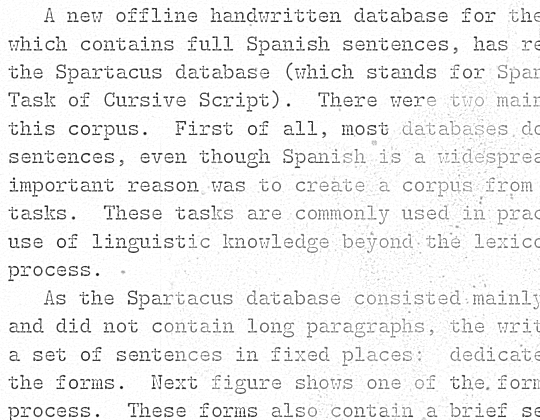 A new offline handwritten database for the
which contains full Spanish sentences, has re
the Spartacus database (which stands for Spar
Task of Cursive Script). There were two main
this corpus. First of all, most databases do
sentences, even though Spanish is a widesprea
important reason was to create a corpus from
tasks. These tasks are commonly used in prac
use of linguistic knowledge beyond the lexico
process.
As the Spartacus database consisted mainly
and did not contain long paragraphs, the writ
a set of sentences in fixed places: dedicate
the forms. Next figure shows one of the form
process. These forms also contain a brief se